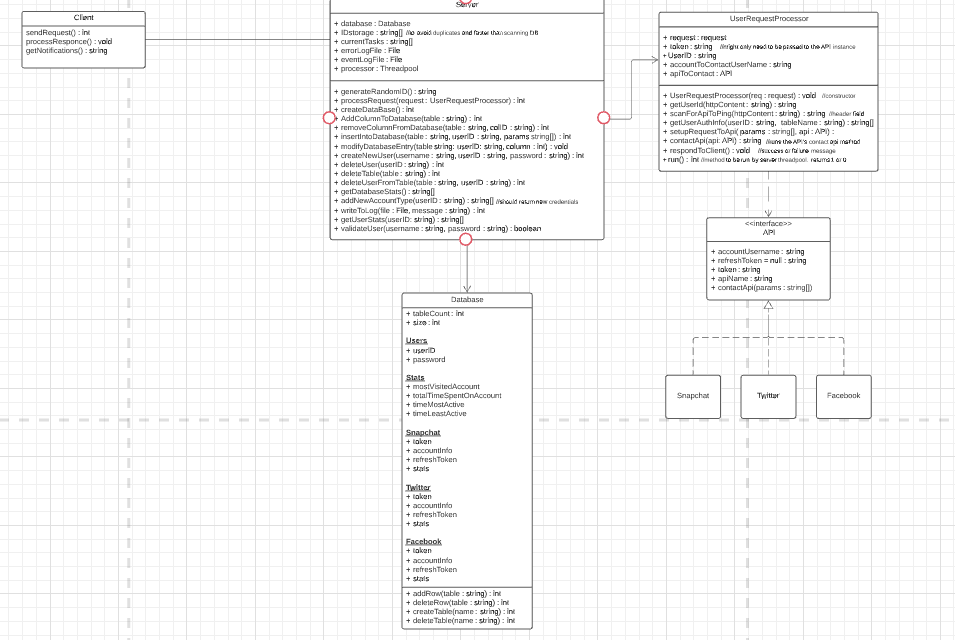 Client
sendRequest() : int
processResponce() : void
getNotifications() : string
Server
+ database : Database
+ IDstorage : string[] //to avoid duplicates and faster than scanning DB
+ currentTasks : string[]
+ errorLogFile : File
+ eventLogFile : File
+ processor : Threadpool
+ generateRandomID() : string
+ processRequest(request : UserRequestProcessor) : int
+ createDataBase() : int
+ AddColumnToDatabase(table : string) : int
+ removeColumnFromDatabase(table : string, collD : string) : int
+ insertIntoDatabase(table : string, userID : string, params string[]) : int
+ modifyDatabaseEntry(table : string, userID : string, column : int) : void
+ createNewUser(username : string, userID : string, password : string) : int
+ deleteUser(userID : string) : int
+ deleteTable(table : string) : int
+ deleteUserFromTable(table : string, userID : string) : int
+ getDatabaseStats() : string[]
+ addNewAccountType(userID : string) : string[] //should return new credentials
+ writeToLog(file : File, message : string) : int
+ getUserStats(userID : string) : string[]
+ validateUser(username : string, password : string) : boolean
UserRequestProcessor
+ request : request
+ token : string //might only need to be passed to the API instance
+ UserID : string
+ accountToContactUserName : string
+ apiToContact : API
+ UserRequestProcessor(req : request) : void //constructor
+ getUserId(httpContent : string) : string
+ scanForApiToPing(httpContent : string) : string //header field
+ getUserAuthInfo(userID : string, tableName : string) : string[]
+ setupRequestToApi( params : string[], api : API) :
+ contactApi(api: API) : string //runs the API's contact api method
+ respondToClient() : void //success or failure message
+ run() : int //method to be run by server threadpool. returns 1 or 0
<<interface>>
API
+ accountUsername : string
+ refreshToken = null : string
+ token : string
+ apiName : string
+ contactApi(params : string[])
Snapchat
Twitter
Facebook
Database
+ tableCount : int
+ size : int
Users
+ userID
+ password
Stats
+ mostVisitedAccount
+ totalTimeSpentOnAccount
+ timeMostActive
+ timeLeastActive
Snapchat
+ token
+ accountInfo
+ refreshToken
+ stats
Twitter
+ token
+ accountInfo
+ refreshToken
+ stats
Facebook
+ token
+ accountInfo
+ refreshToken
+ stats
+ addRow(table : string) : int
+ deleteRow(table : string) : int
+ createTable(name : string) : int
+ deleteTable(name : string) : int